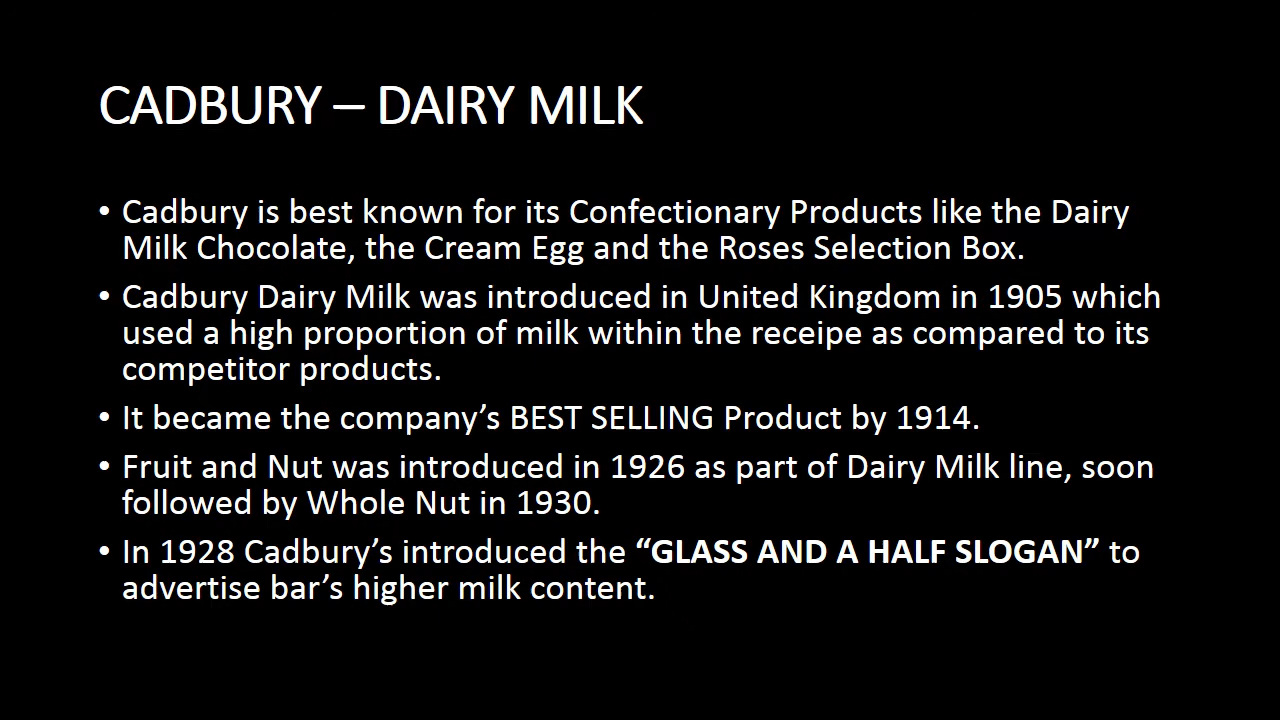 CADBURY – DAIRY MILK
• Cadbury is best known for its Confectionary Products like the Dairy
Milk Chocolate, the Cream Egg and the Roses Selection Box.
• Cadbury Dairy Milk was introduced in United Kingdom in 1905 which
used a high proportion of milk within the receipe as compared to its
competitor products.
• It became the company’s BEST SELLING Product by 1914.
• Fruit and Nut was introduced in 1926 as part of Dairy Milk line, soon
followed by Whole Nut in 1930.
• In 1928 Cadbury’s introduced the “GLASS AND A HALF SLOGAN” to
advertise bar’s higher milk content.